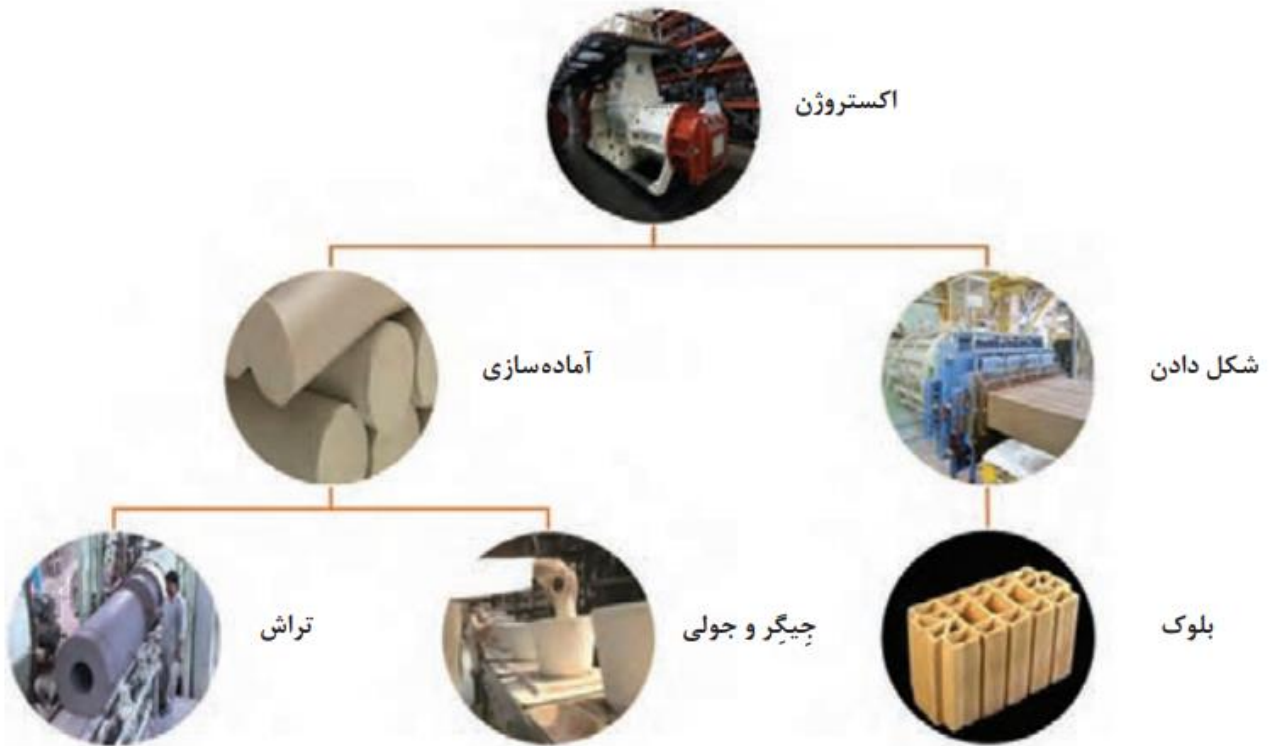 اکستروژن
شکل دادن
آماده‌سازی
بلوک
جِیگِر و جولی
تراش